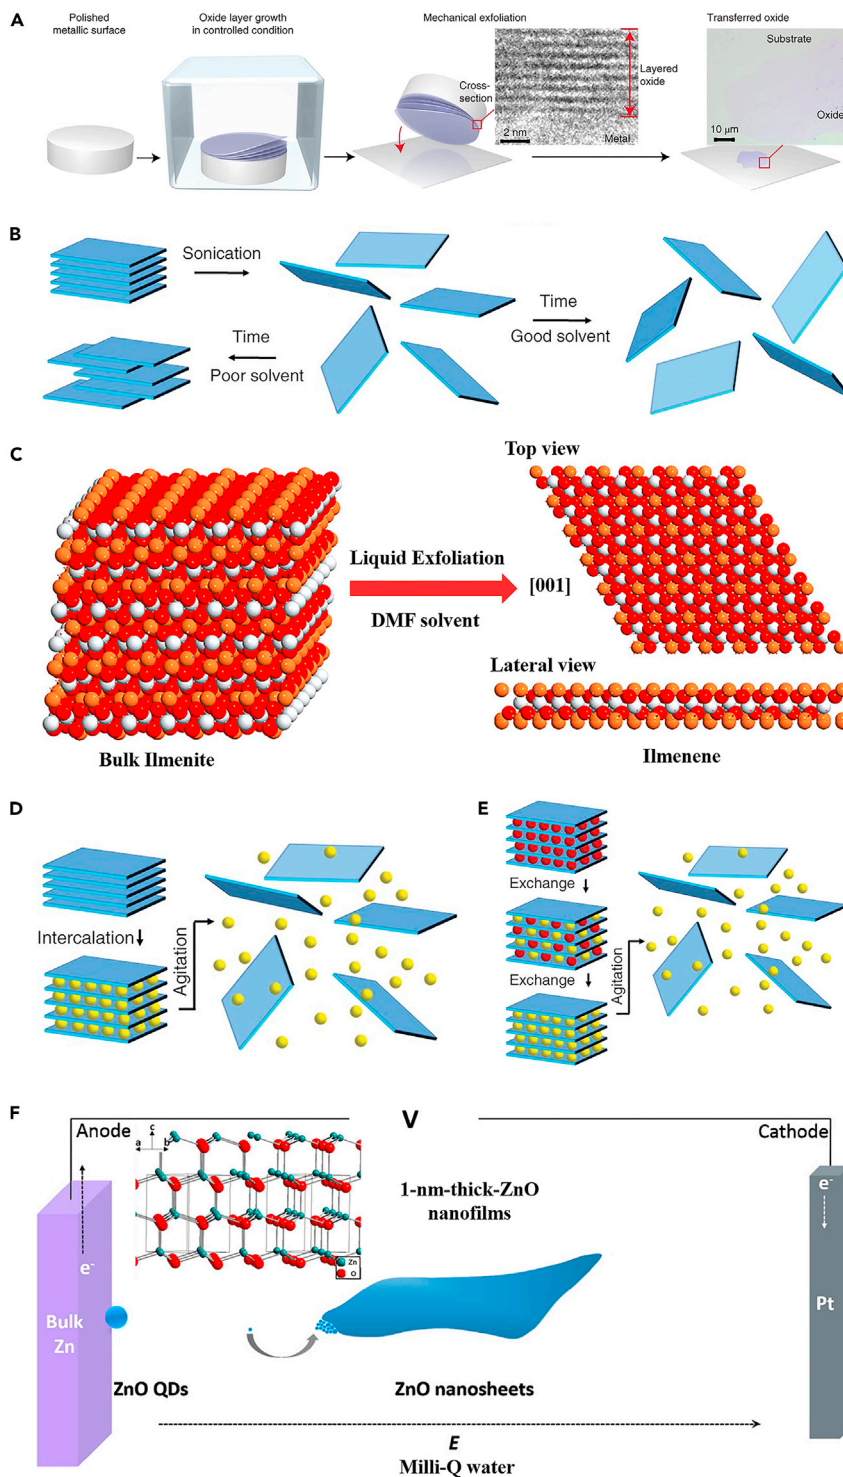 A
Polished
metallic surface
Oxide layer growth
in controlled condition
Mechanical exfoliation
Cross-
section
Layered
oxide
2 nm
Metal
Transferred oxide
Substrate
Oxide
10 μm
B
Sonication
Time
Good solvent
Time
Poor solvent
C
Bulk Ilmenite
Liquid Exfoliation
DMF solvent
Top view
[001]
Lateral view
Ilmenene
D
Intercalation
Agitation
E
Exchange
Exchange
Agitation
F
Anode
V
Cathode
c
a
b
Zn
O
1-nm-thick-ZnO
nanofilms
e-
e-
Bulk
Zn
Pt
ZnO QDs
ZnO nanosheets
E
Milli-Q water